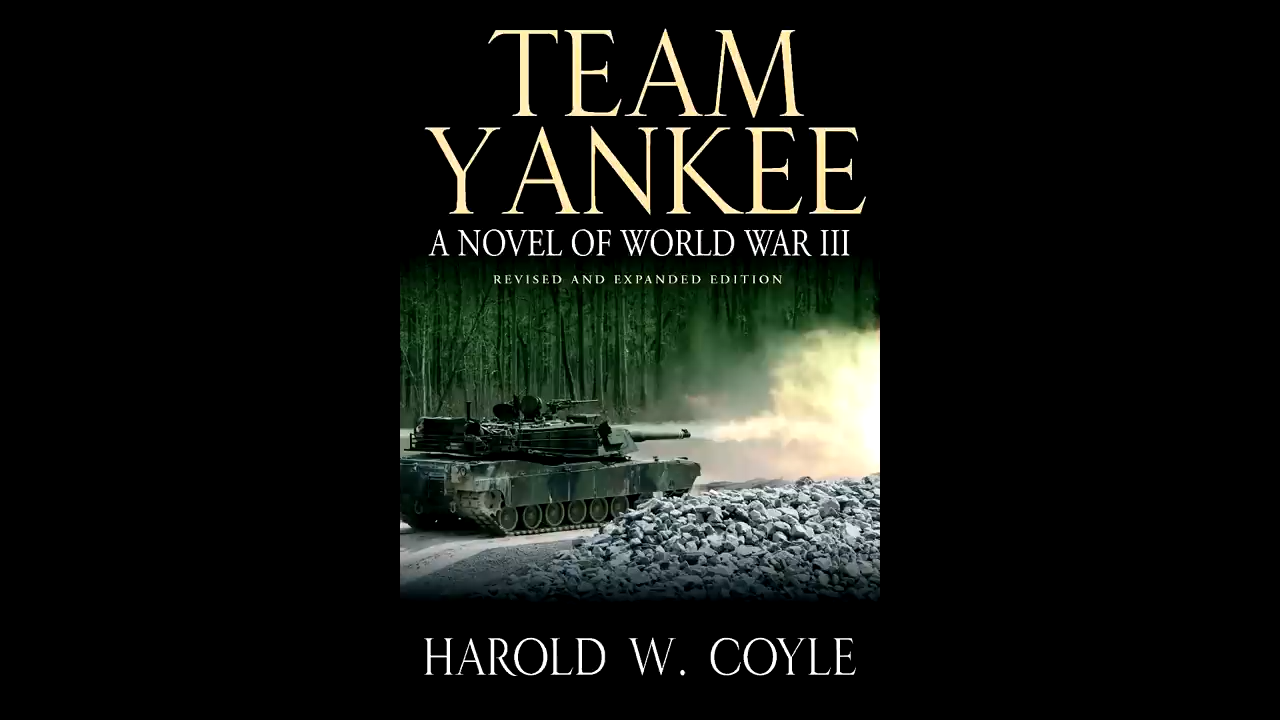 TEAM
YANKEE
A NOVEL OF WORLD WAR III
REVISED AND EXPANDED EDITION
HAROLD W. COYLE